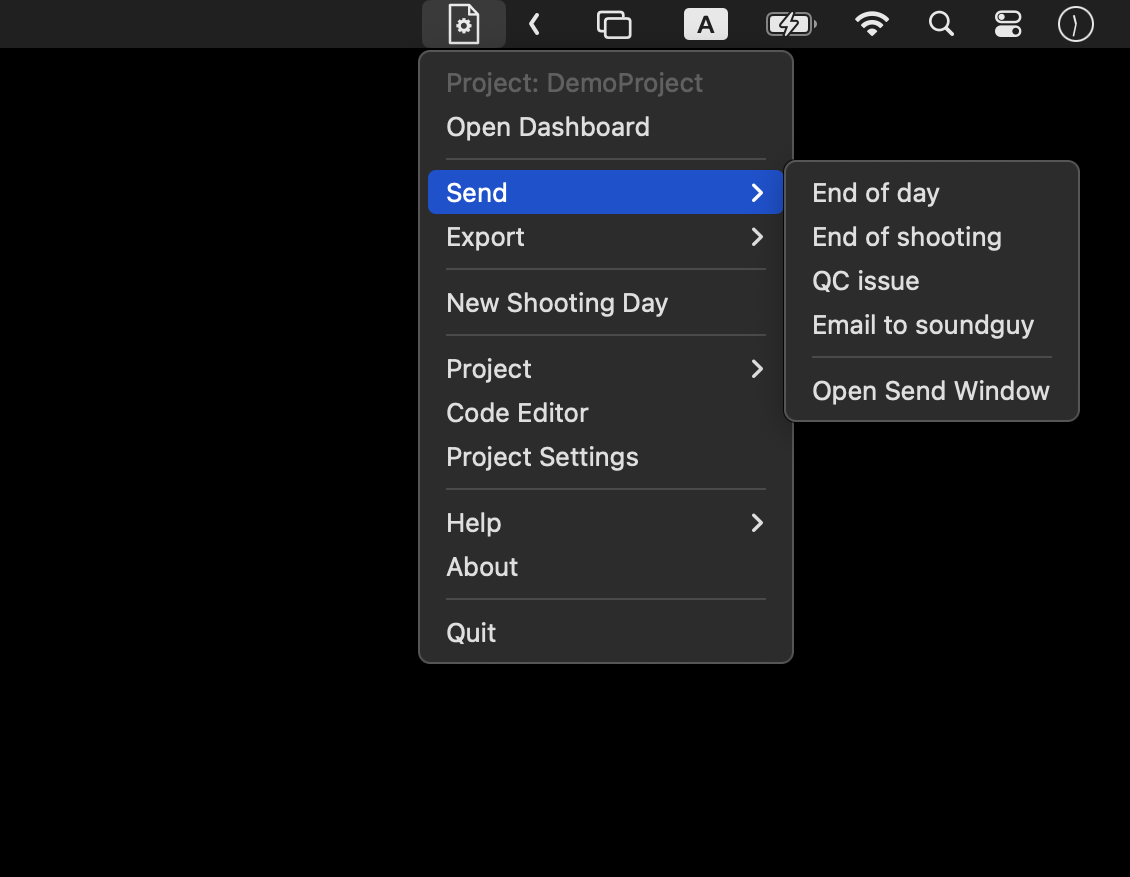 A
Project: DemoProject
Open Dashboard
Send
Export
New Shooting Day
Project
Code Editor
Project Settings
Help
About
Quit
End of day
End of shooting
QC issue
Email to soundguy
Open Send Window